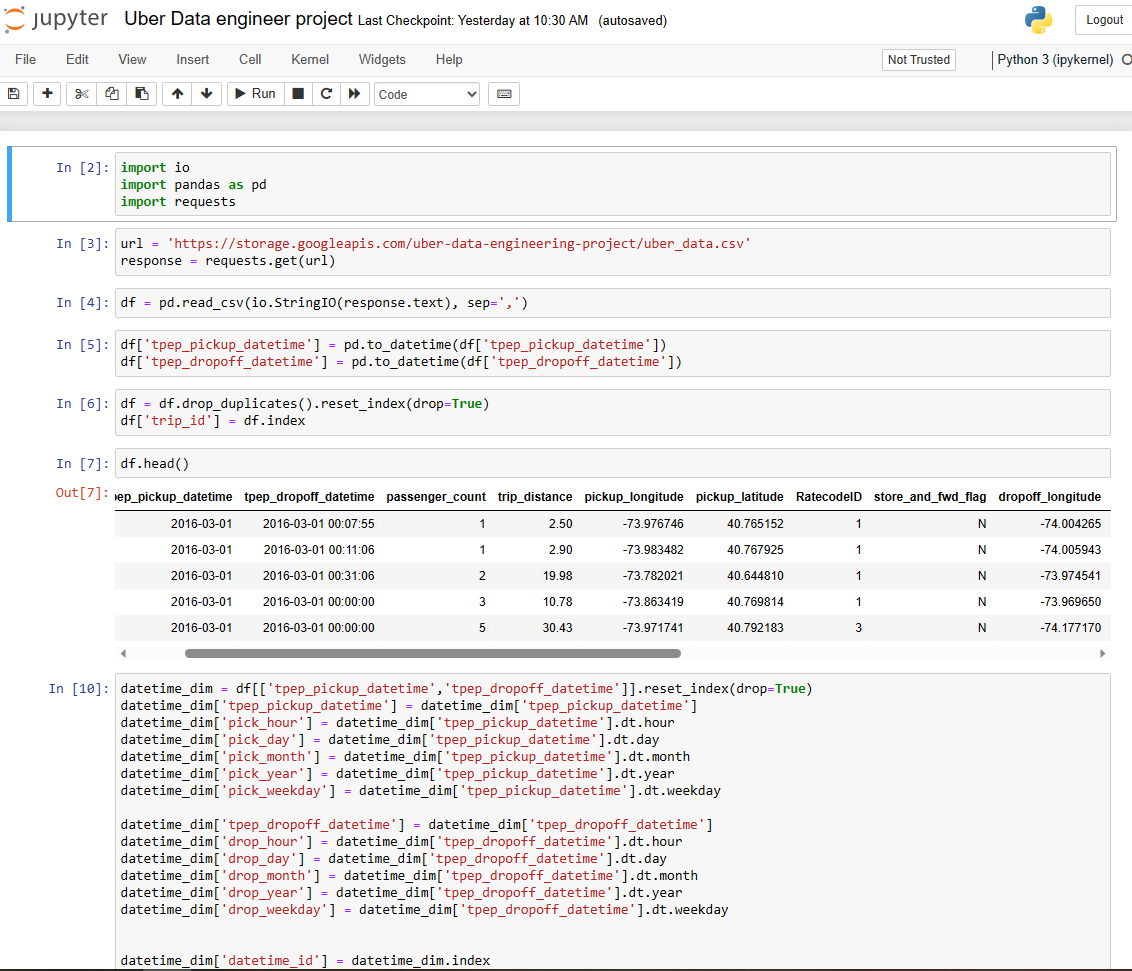 jupyter Uber Data engineer project Last Checkpoint: Yesterday at 10:30 AM (autosaved)
Logout
File Edit View Insert Cell Kernel Widgets Help
Not Trusted
Python 3 (ipykernel)
Run
Code
In [2]:
import io
import pandas as pd
import requests
In [3]:
url = 'https://storage.googleapis.com/uber-data-engineering-project/uber_data.csv'
response = requests.get(url)
In [4]:
df = pd.read_csv(io.StringIO(response.text), sep=',')
In [5]:
df['tpep_pickup_datetime'] = pd.to_datetime(df['tpep_pickup_datetime'])
df['tpep_dropoff_datetime'] = pd.to_datetime(df['tpep_dropoff_datetime'])
In [6]:
df = df.drop_duplicates().reset_index(drop=True)
df['trip_id'] = df.index
In [7]:
df.head()
Out[7]:
ep_pickup_datetime tpep_dropoff_datetime passenger_count trip_distance pickup_longitude pickup_latitude RatecodeID store_and_fwd_flag dropoff_longitude
2016-03-01 2016-03-01 00:07:55 1 2.50 -73.976746 40.765152 1 N -74.004265
2016-03-01 2016-03-01 00:11:06 1 2.90 -73.983482 40.767925 1 N -74.005943
2016-03-01 2016-03-01 00:31:06 2 19.98 -73.782021 40.644810 1 N -73.974541
2016-03-01 2016-03-01 00:00:00 3 10.78 -73.863419 40.769814 1 N -73.969650
2016-03-01 2016-03-01 00:00:00 5 30.43 -73.971741 40.792183 3 N -74.177170
In [10]:
datetime_dim = df[['tpep_pickup_datetime','tpep_dropoff_datetime']].reset_index(drop=True)
datetime_dim['tpep_pickup_datetime'] = datetime_dim['tpep_pickup_datetime']
datetime_dim['pick_hour'] = datetime_dim['tpep_pickup_datetime'].dt.hour
datetime_dim['pick_day'] = datetime_dim['tpep_pickup_datetime'].dt.day
datetime_dim['pick_month'] = datetime_dim['tpep_pickup_datetime'].dt.month
datetime_dim['pick_year'] = datetime_dim['tpep_pickup_datetime'].dt.year
datetime_dim['pick_weekday'] = datetime_dim['tpep_pickup_datetime'].dt.weekday
datetime_dim['tpep_dropoff_datetime'] = datetime_dim['tpep_dropoff_datetime']
datetime_dim['drop_hour'] = datetime_dim['tpep_dropoff_datetime'].dt.hour
datetime_dim['drop_day'] = datetime_dim['tpep_dropoff_datetime'].dt.day
datetime_dim['drop_month'] = datetime_dim['tpep_dropoff_datetime'].dt.month
datetime_dim['drop_year'] = datetime_dim['tpep_dropoff_datetime'].dt.year
datetime_dim['drop_weekday'] = datetime_dim['tpep_dropoff_datetime'].dt.weekday
datetime_dim['datetime_id'] = datetime_dim.index